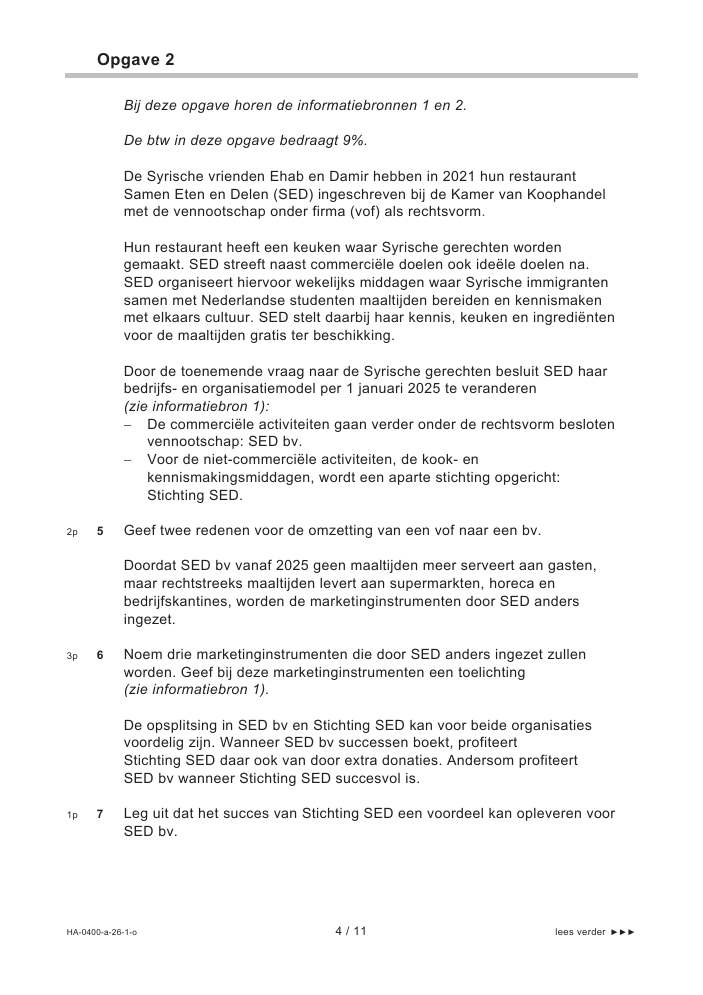 Opgave 2
Bij deze opgave horen de informatiebronnen 1 en 2.
De btw in deze opgave bedraagt 9%.
De Syrische vrienden Ehab en Damir hebben in 2021 hun restaurant
Samen Eten en Delen (SED) ingeschreven bij de Kamer van Koophandel
met de vennootschap onder firma (vof) als rechtsvorm.
Hun restaurant heeft een keuken waar Syrische gerechten worden
gemaakt. SED streeft naast commerciële doelen ook ideële doelen na.
SED organiseert hiervoor wekelijks middagen waar Syrische immigranten
samen met Nederlandse studenten maaltijden bereiden en kennismaken
met elkaars cultuur. SED stelt daarbij haar kennis, keuken en ingrediënten
voor de maaltijden gratis ter beschikking.
Door de toenemende vraag naar de Syrische gerechten besluit SED haar
bedrijfs- en organisatiemodel per 1 januari 2025 te veranderen
(zie informatiebron 1):
– De commerciële activiteiten gaan verder onder de rechtsvorm besloten
vennootschap: SED bv.
– Voor de niet-commerciële activiteiten, de kook- en
kennismakingsmiddagen, wordt een aparte stichting opgericht:
Stichting SED.
2p 5 Geef twee redenen voor de omzetting van een vof naar een bv.
Doordat SED bv vanaf 2025 geen maaltijden meer serveert aan gasten,
maar rechtstreeks maaltijden levert aan supermarkten, horeca en
bedrijfskantines, worden de marketinginstrumenten door SED anders
ingezet.
3p 6 Noem drie marketinginstrumenten die door SED anders ingezet zullen
worden. Geef bij deze marketinginstrumenten een toelichting
(zie informatiebron 1).
De opsplitsing in SED bv en Stichting SED kan voor beide organisaties
voordelig zijn. Wanneer SED bv successen boekt, profiteert
Stichting SED daar ook van door extra donaties. Andersom profiteert
SED bv wanneer Stichting SED succesvol is.
1p 7 Leg uit dat het succes van Stichting SED een voordeel kan opleveren voor
SED bv.
HA-0400-a-26-1-o 4 / 11 lees verder ►►►